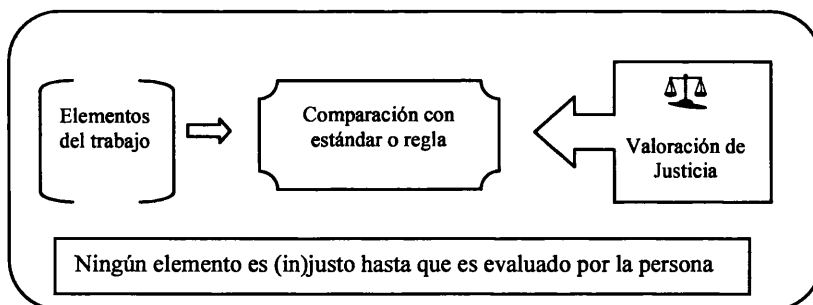 Elementos
del trabajo
Comparación con
estándar o regla
Valoración de
Justicia
Ningún elemento es (in)justo hasta que es evaluado por la persona